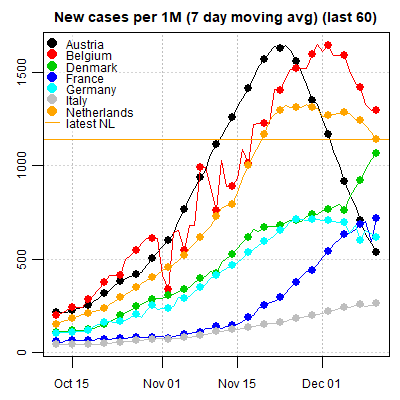 New cases per 1M (7 day moving avg) (last 60)
Austria
Belgium
Denmark
France
Germany
Italy
Netherlands
latest NL
1500
500
0
Oct 15
Nov 01
Nov 15
Dec 01